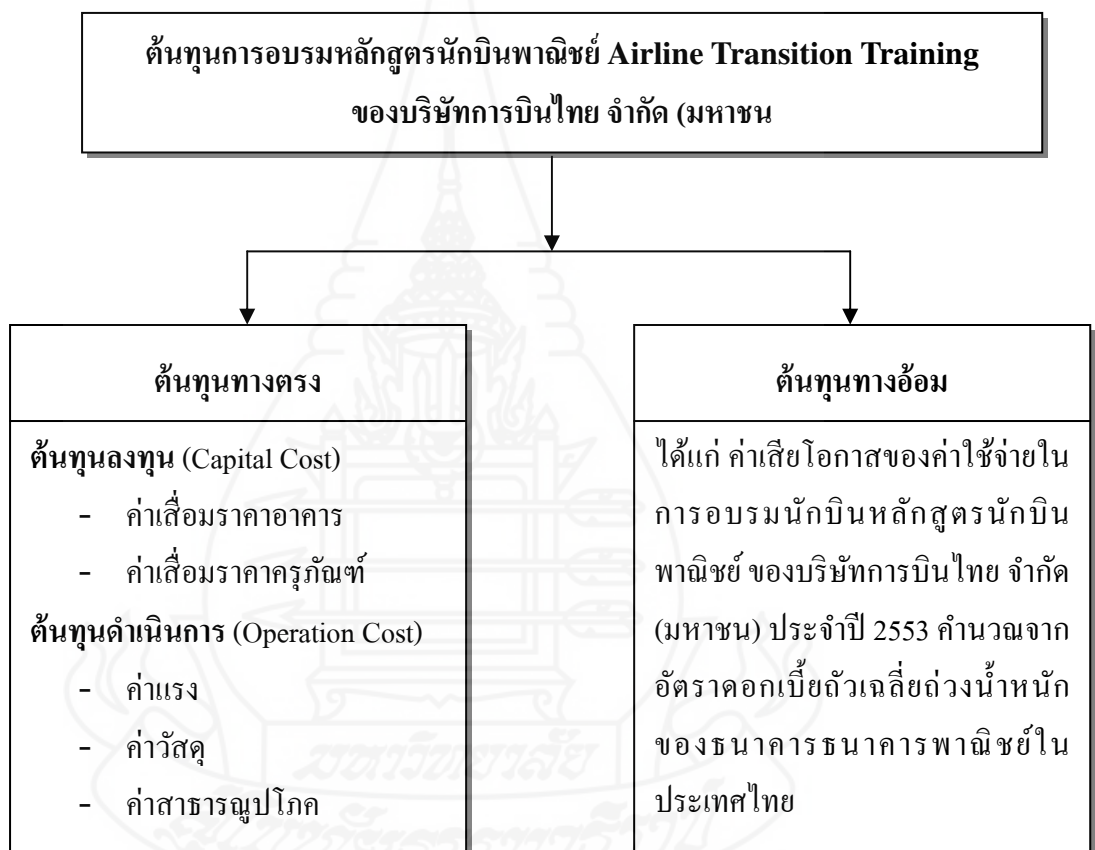 ต้นทุนการอบรมหลักสูตรนักบินพาณิชย์ Airline Transition Training
ของบริษัทการบินไทย จำกัด (มหาชน
ต้นทุนทางตรง
ต้นทุนลงทุน (Capital Cost)
- ค่าเสื่อมราคาอาคาร
- ค่าเสื่อมราคาครุภัณฑ์
ต้นทุนดำเนินการ (Operation Cost)
- ค่าแรง
- ค่าวัสดุ
- ค่าสาธารณูปโภค
ต้นทุนทางอ้อม
ได้แก่ ค่าเสียโอกาสของค่าใช้จ่ายใน
การอบรมนักบินหลักสูตรนักบิน
พาณิชย์ ของบริษัทการบินไทย จำกัด
(มหาชน) ประจำปี 2553 คำนวณจาก
อัตราดอกเบี้ยถัวเฉลี่ยถ่วงน้ำหนัก
ของธนาคารธนาคารพาณิชย์ใน
ประเทศไทย